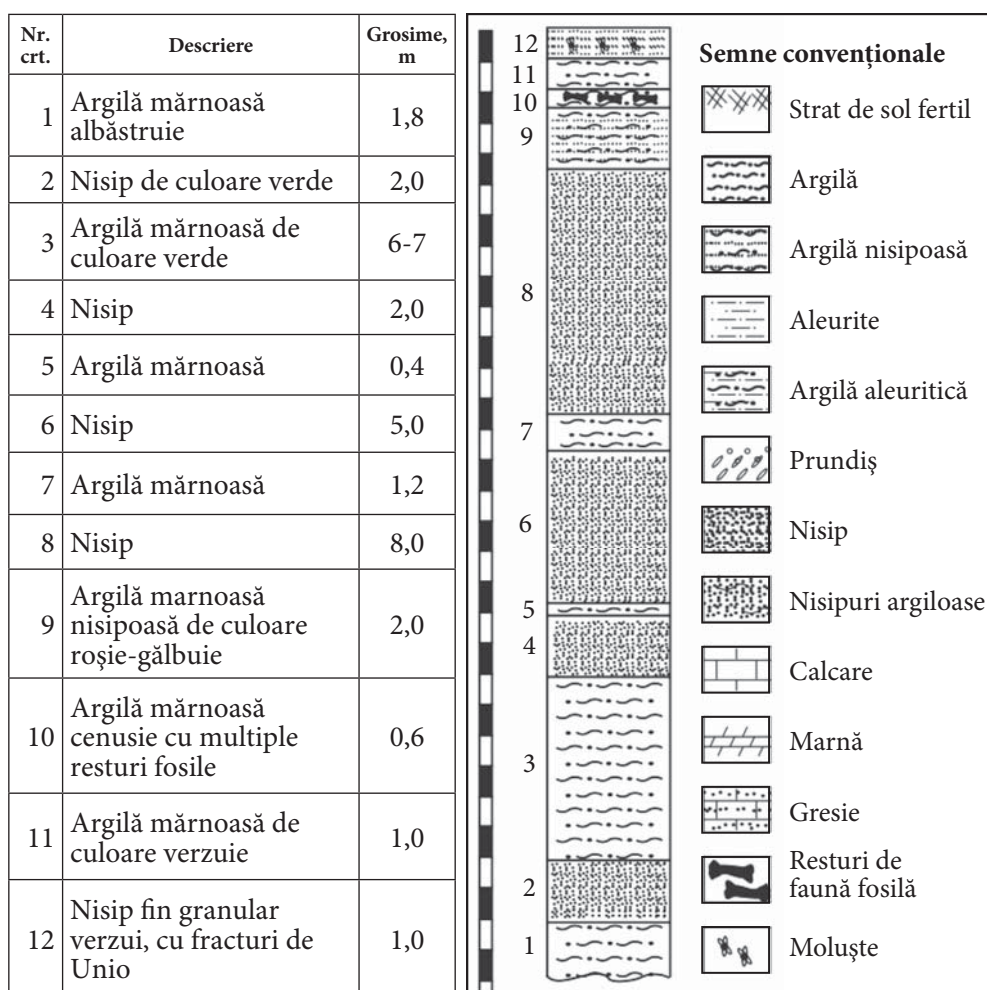 Nr. crt.
Descriere
Grosime, m
1
Argilă mărnoasă
albăstruie
1,8
2
Nisip de culoare verde
2,0
3
Argilă mărnoasă de
culoare verde
6-7
4
Nisip
2,0
5
Argilă mărnoasă
0,4
6
Nisip
5,0
7
Argilă mărnoasă
1,2
8
Nisip
8,0
9
Argilă marnoasă
nisipoasă de culoare
roşie-gălbuie
2,0
10
Argilă mărnoasă
cenusie cu multiple
resturi fosile
0,6
11
Argilă mărnoasă de
culoare verzuie
1,0
12
Nisip fin granular
verzui, cu fracturi de
Unio
1,0
12
11
10
9
8
7
6
5
4
3
2
1
Semne convenționale
Strat de sol fertil
Argilă
Argilă nisipoasă
Aleurite
Argilă aleuritică
Prundiş
Nisip
Nisipuri argiloase
Calcare
Marnă
Gresie
Resturi de
faună fosilă
Moluşte